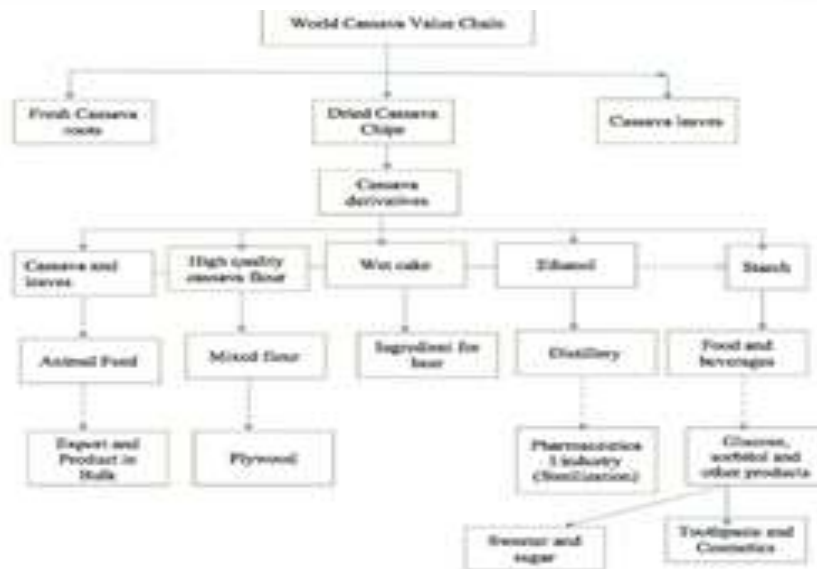 World Cassava Value Chain
Fresh Cassava
roots
Dried Cassava
Chips
Cassava leaves
Cassava
derivatives
Cassava and
leaves
High quality
cassava flour
Wet cake
Ethanol
Starch
Animal Feed
Mixed flour
Ingredient for
beer
Distillery
Food and
beverages
Export and
Product in
Bulk
Plywood
Pharmaceutica
l industry
(Sterilization)
Glucose,
sorbitol and
other products
and
sugar
Toothpaste and
Cosmetics